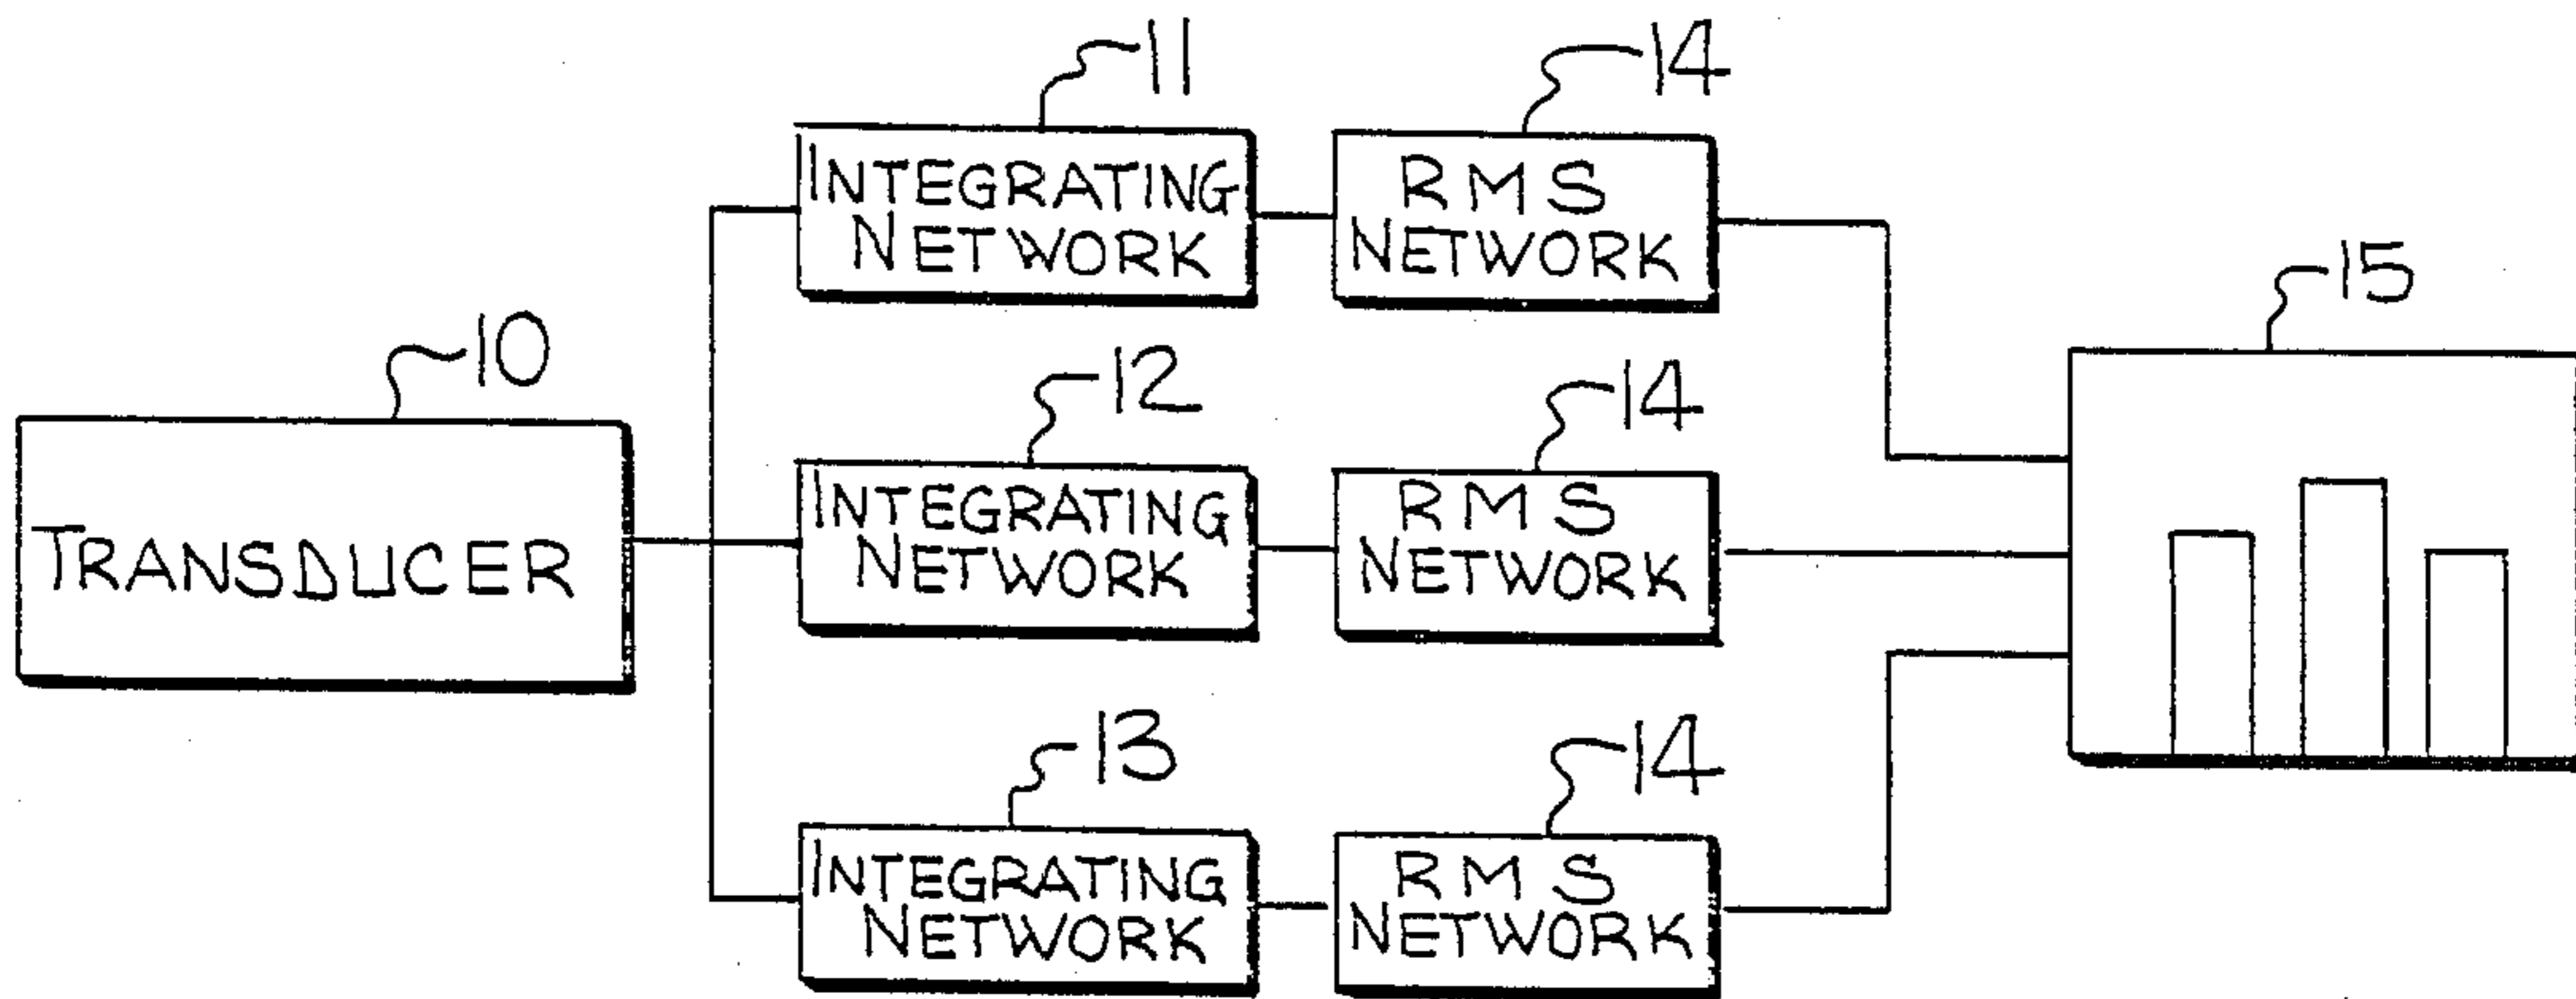 11
14
INTEGRATING
NETWORK
RMS
NETWORK
15
10
TRANSDUCER
12
14
INTEGRATING
NETWORK
RMS
NETWORK
13
14
INTEGRATING
NETWORK
RMS
NETWORK